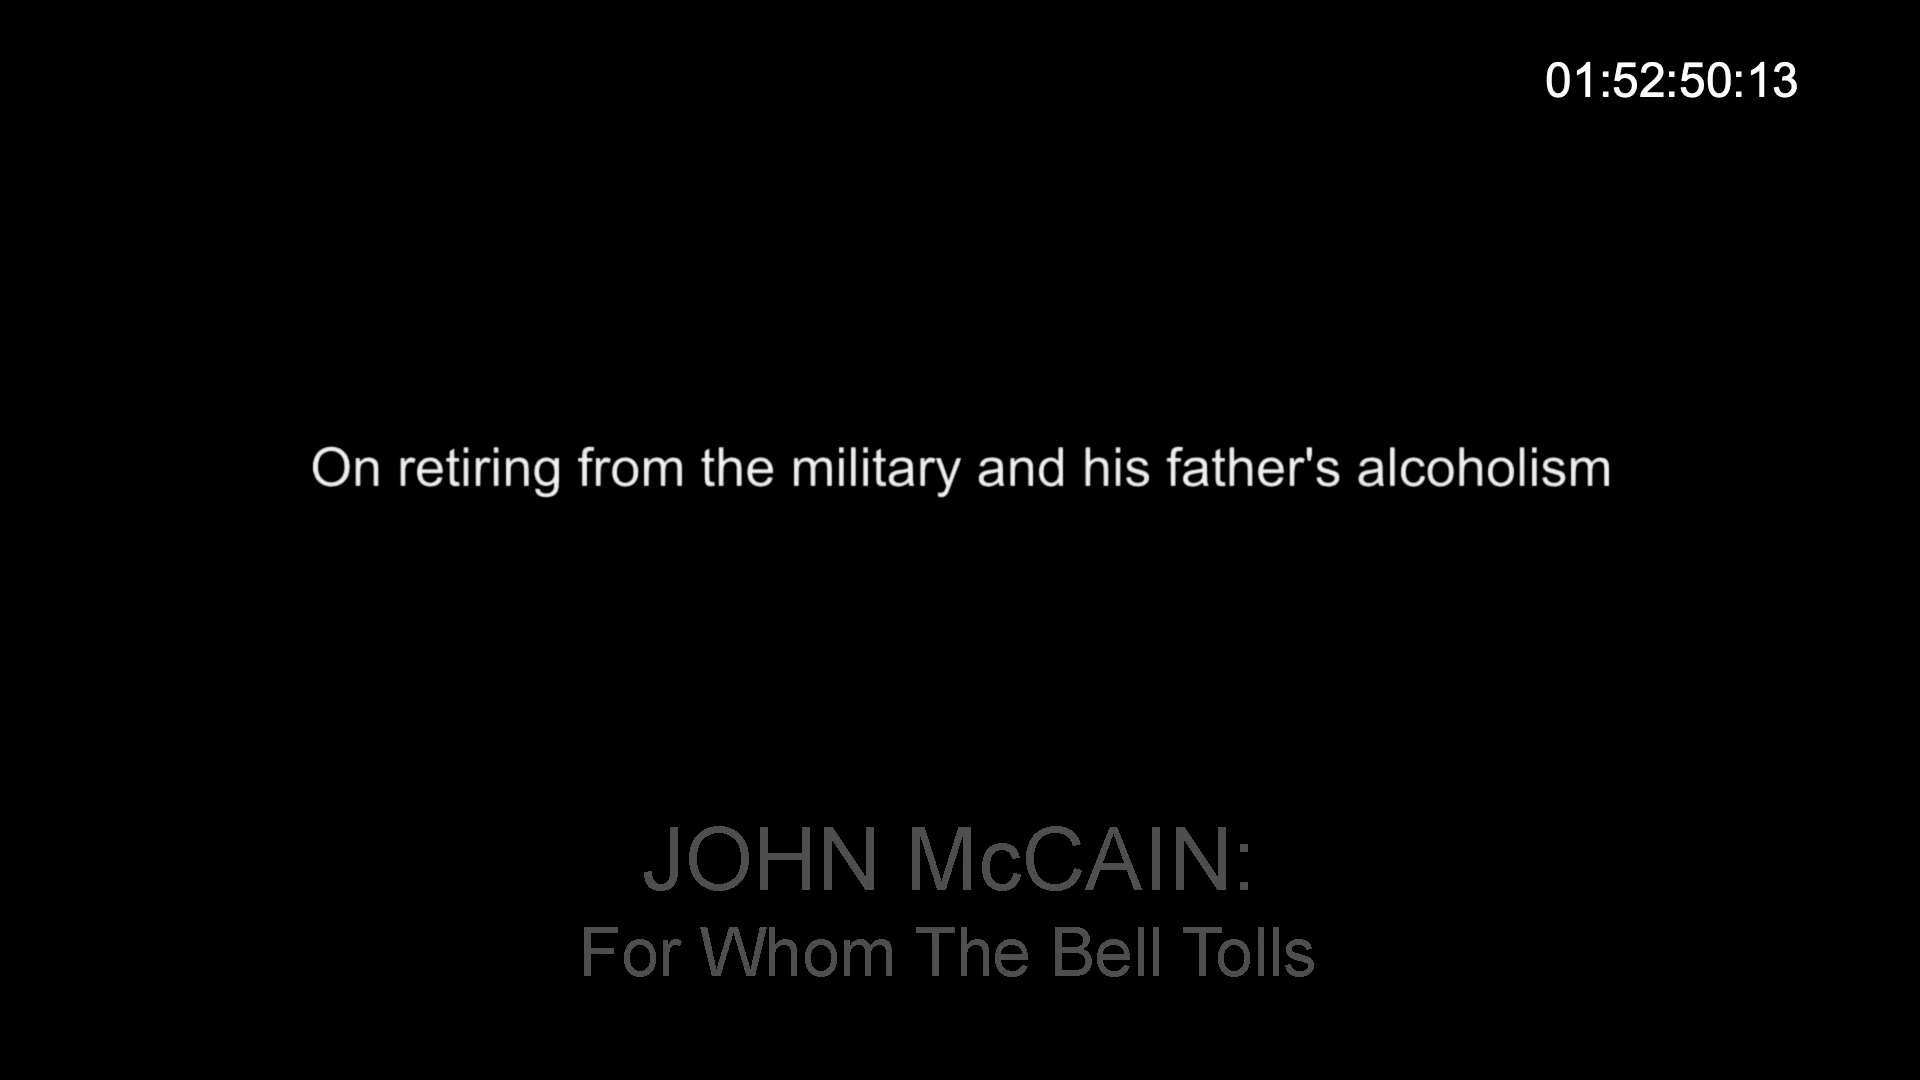 01:52:50:13
On retiring from the military and his father's alcoholism
JOHN McCAIN:
For Whom The Bell Tolls